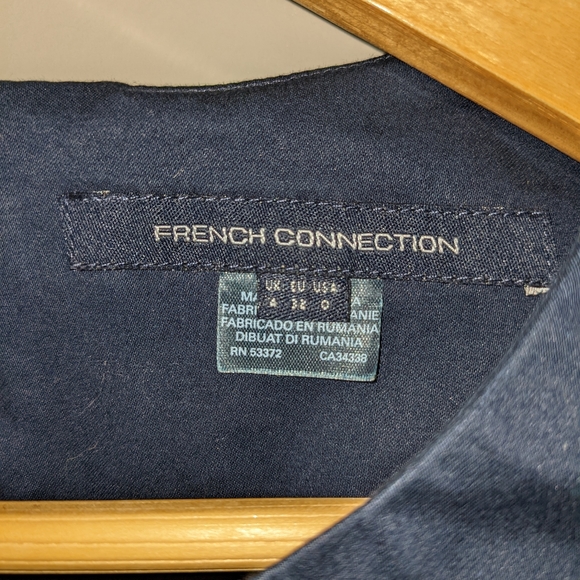 FRENCH CONNECTION
UK EU USA
4 32 0
FABRICADO EN RUMANIA
DIBUAT DI RUMANIA
RN 53372 CA34338